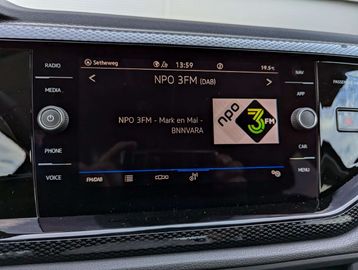 RADIO
MEDIA
PHONE
VOICE
Setheweg
13:59
19.5°
NPO 3FM (DAB)
NPO 3FM - Mark en Mai -
BNNVARA
npo
3FM
FM/DAB
NAV
APP
CAR
MENU